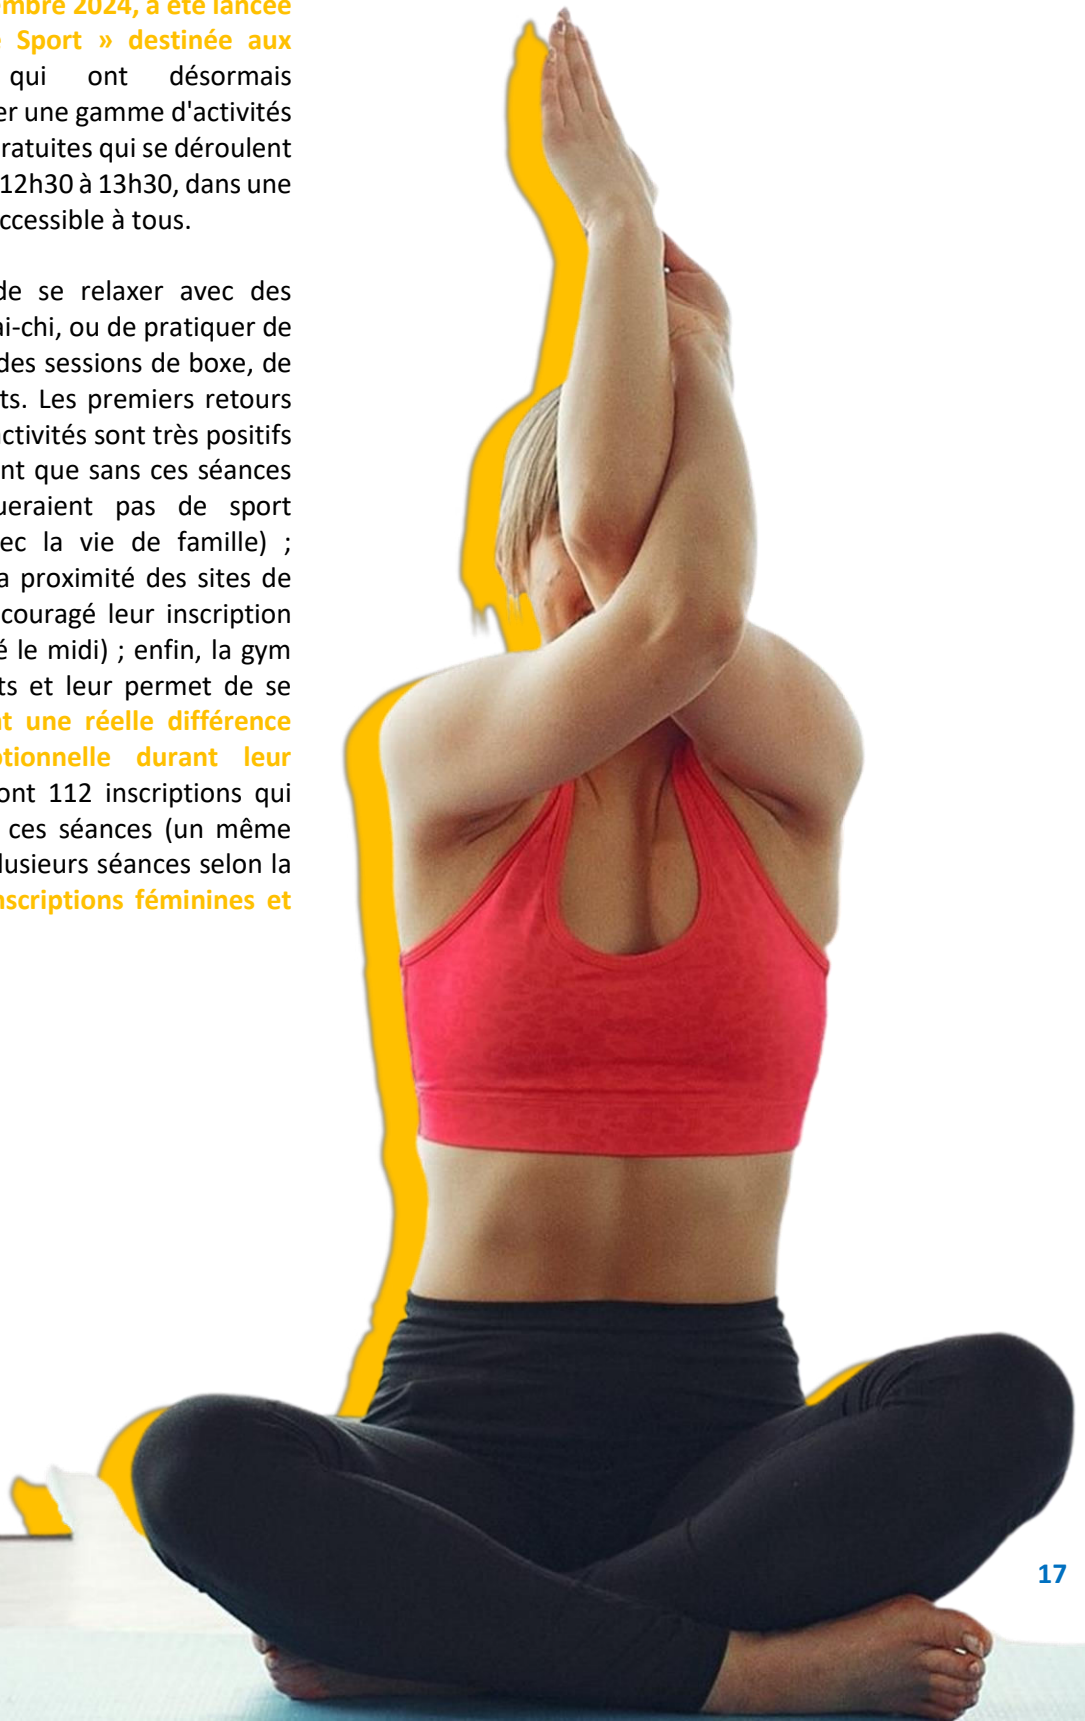 embre 2024, a été lancée
Sport » destinée aux
qui ont désormais
er une gamme d'activités
ratuites qui se déroulent
12h30 à 13h30, dans une
ccessible à tous.
de se relaxer avec des
ai-chi, ou de pratiquer de
des sessions de boxe, de
ts. Les premiers retours
activités sont très positifs
nt que sans ces séances
ueraient pas de sport
ec la vie de famille) ;
a proximité des sites de
couragé leur inscription
é le midi) ; enfin, la gym
ts et leur permet de se
t une réelle différence
ptionnelle durant leur
ont 112 inscriptions qui
ces séances (un même
lusieurs séances selon la
nscriptions féminines et
17